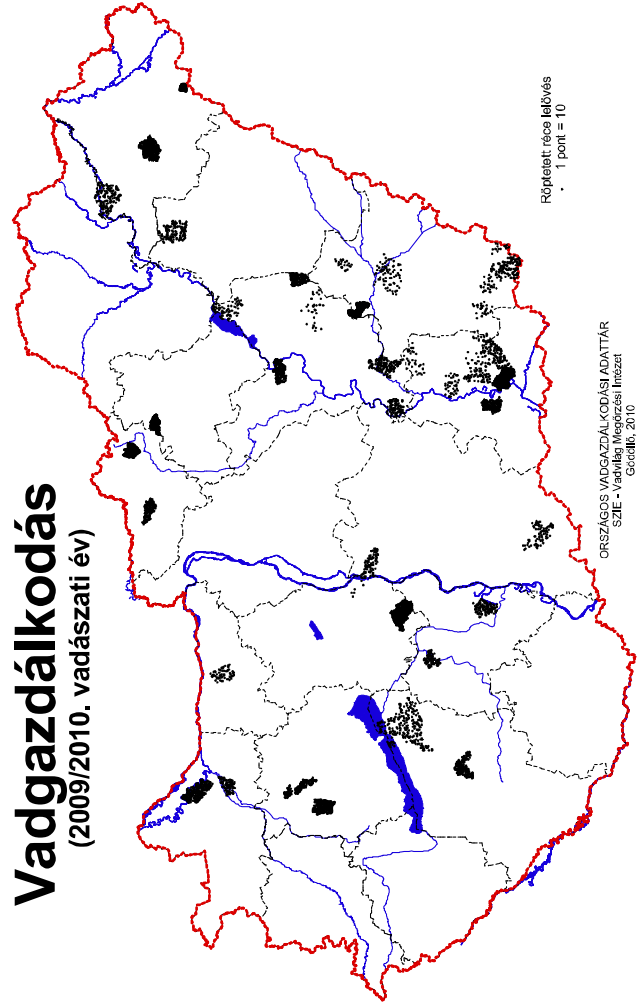 Vadgazdálkodás
(2009/2010. vadászati év)
Röptetett réce lelövés
· 1 pont = 10
ORSZÁGOS VADGAZDÁLKODÁSI ADATTÁR
SZIE - Vadvilág Megőrzési Intézet
Gödöllő, 2010